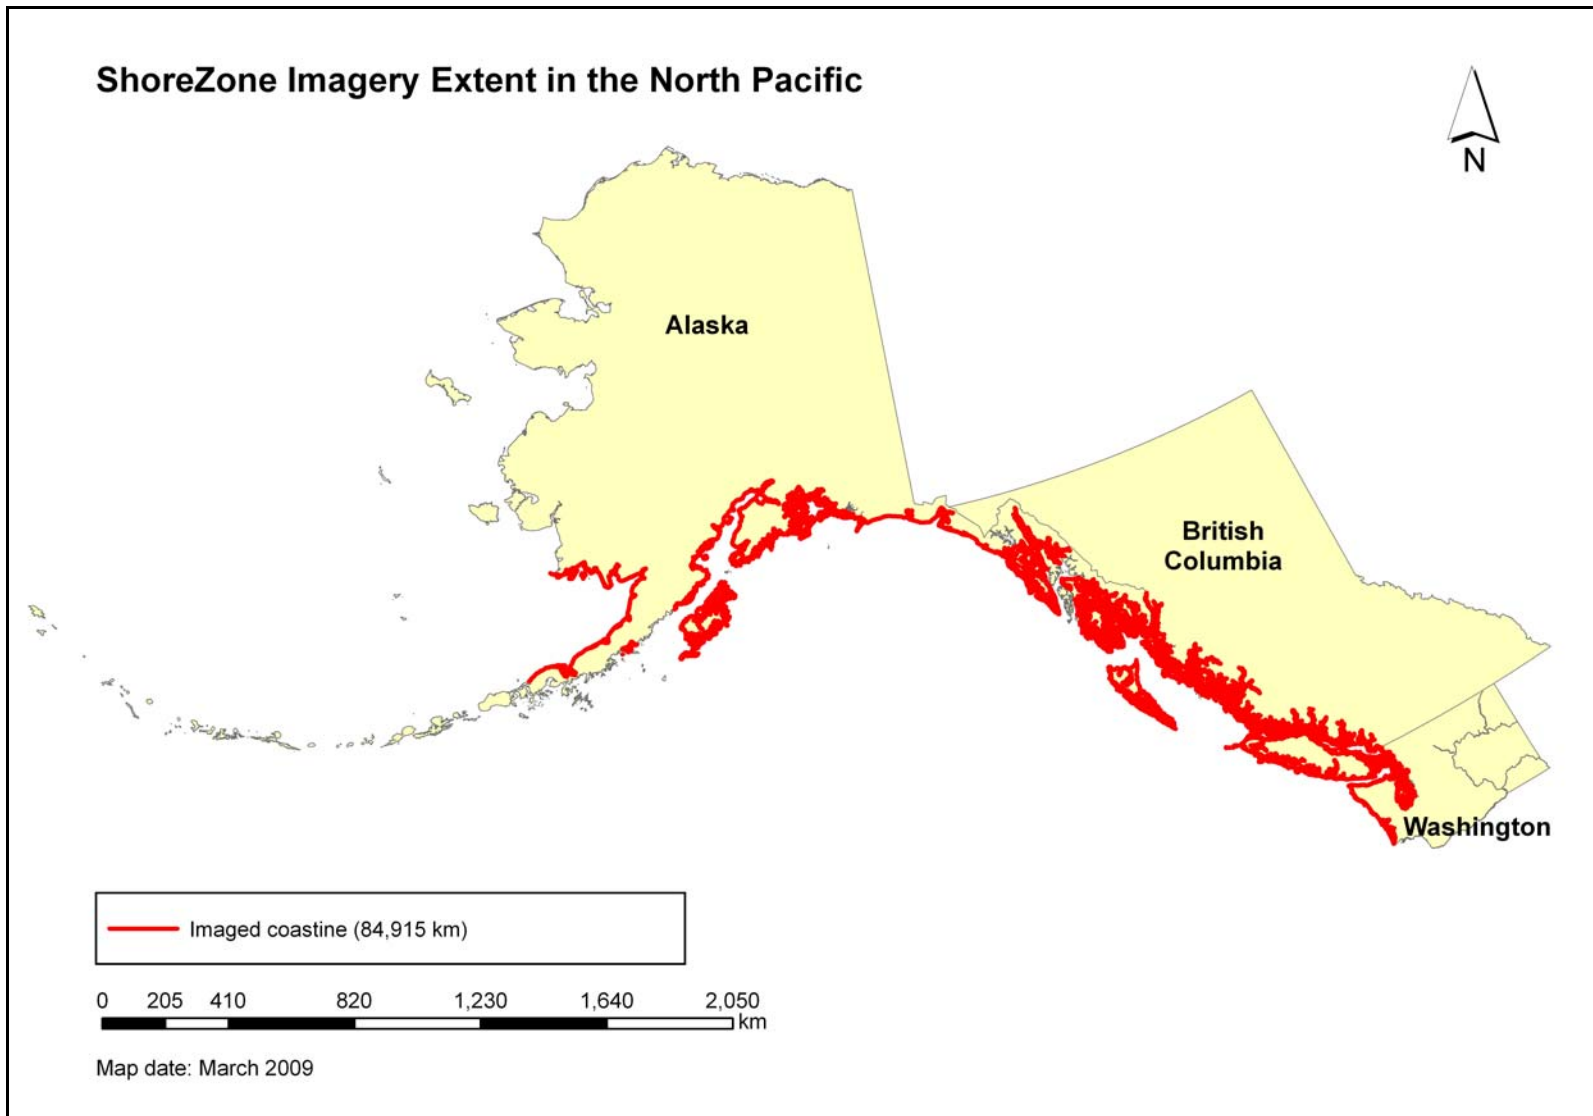 ShoreZone Imagery Extent in the North Pacific
N
Alaska
British
Columbia
Washington
Imaged coastine (84,915 km)
0 205 410 820 1,230 1,640 2,050
km
Map date: March 2009